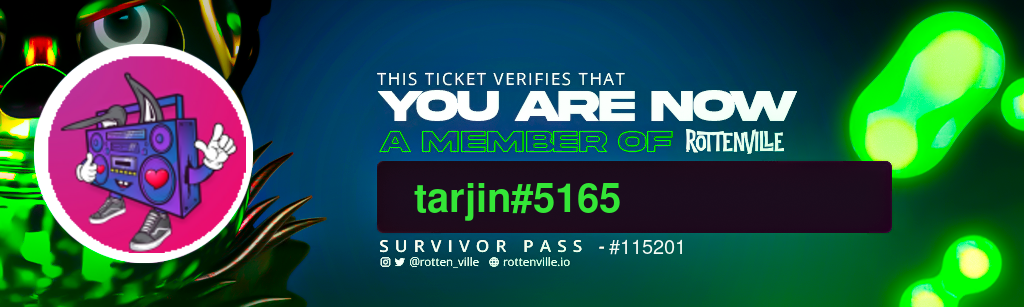 THIS TICKET VERIFIES THAT
YOU ARE NOW
A MEMBER OF ROTTENVILLE
tarjin#5165
SURVIVOR PASS - #115201
@rotten_ville rottenville.io